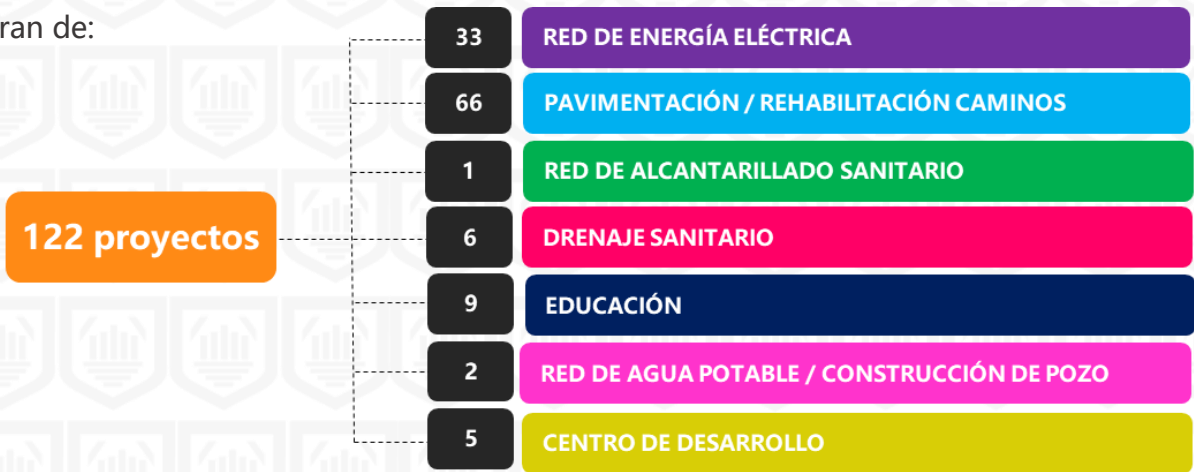 ran de:
33 RED DE ENERGÍA ELÉCTRICA
66 PAVIMENTACIÓN / REHABILITACIÓN CAMINOS
1 RED DE ALCANTARILLADO SANITARIO
122 proyectos
6 DRENAJE SANITARIO
9 EDUCACIÓN
2 RED DE AGUA POTABLE / CONSTRUCCIÓN DE POZO
5 CENTRO DE DESARROLLO